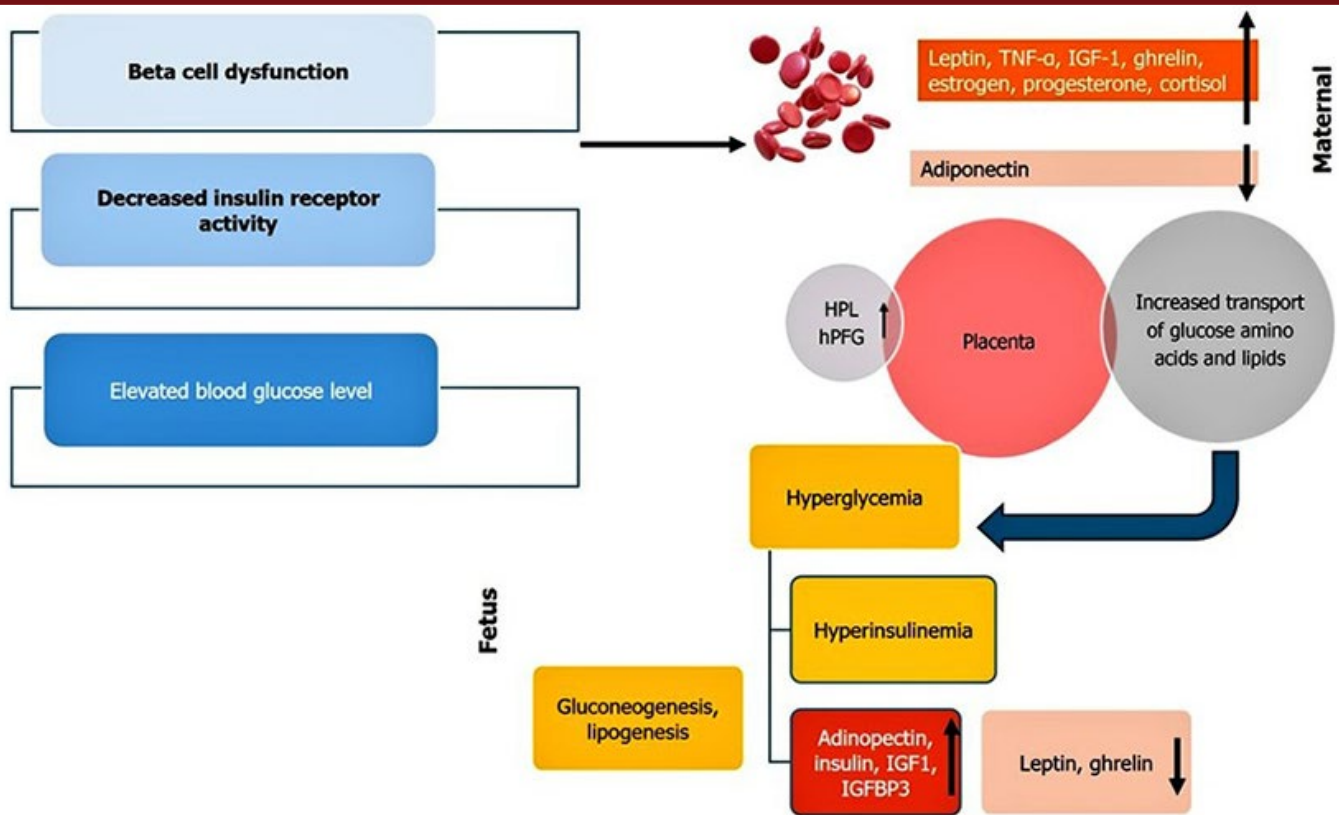 Beta cell dysfunction
Decreased insulin receptor
activity
Elevated blood glucose level
Leptin, TNF-α, IGF-1, ghrelin,
estrogen, progesterone, cortisol
Adiponectin
Maternal
HPL
hPFG
Placenta
Increased transport
of glucose amino
acids and lipids
Hyperglycemia
Hyperinsulinemia
Fetus
Gluconeogenesis,
lipogenesis
Adinopectin,
insulin, IGF1,
IGFBP3
Leptin, ghrelin